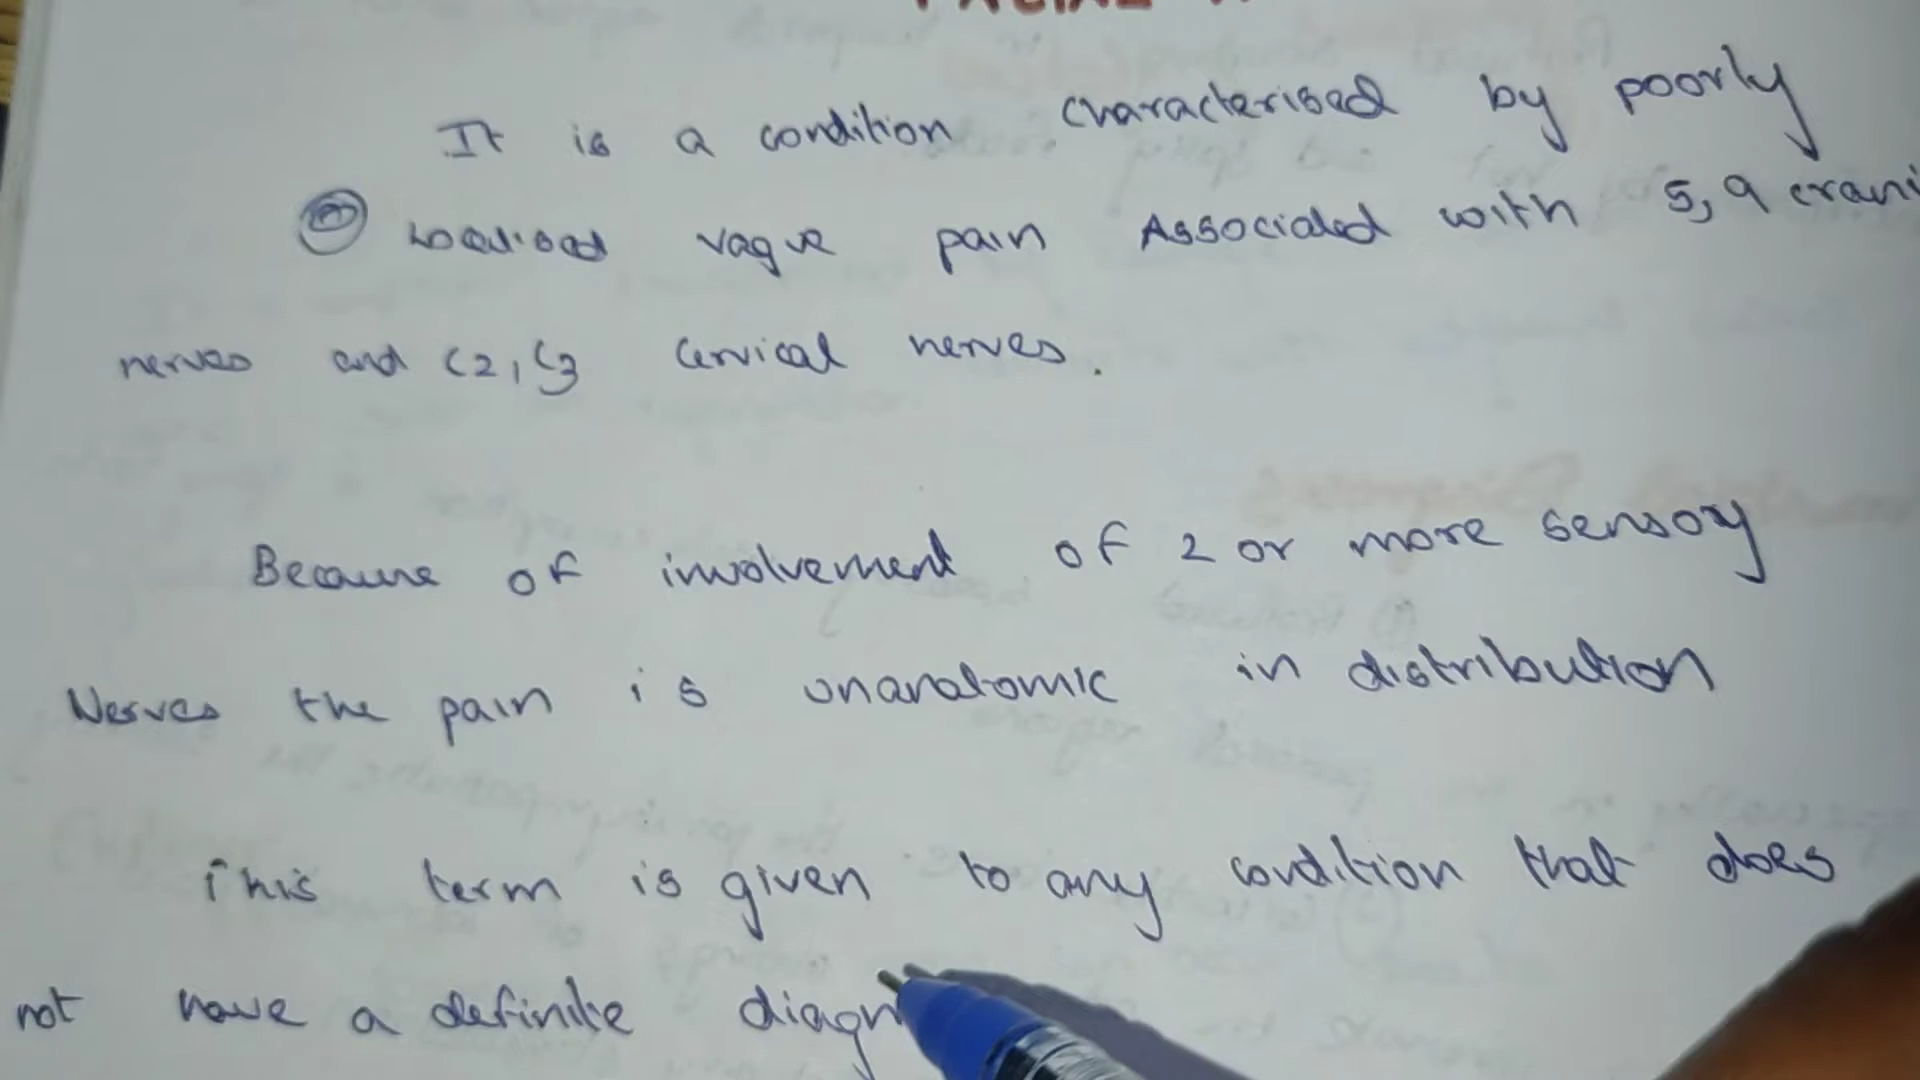 FACIAL
It is a condition characterised by poorly
Localised vague pain Associated with 5, 9 crani
nerves and C2, C3 Cervical nerves.
Because of involvement of 2 or more sensory
Nerves the pain is unanatomic in distribution
This term is given to any condition that does
not have a definite diagn